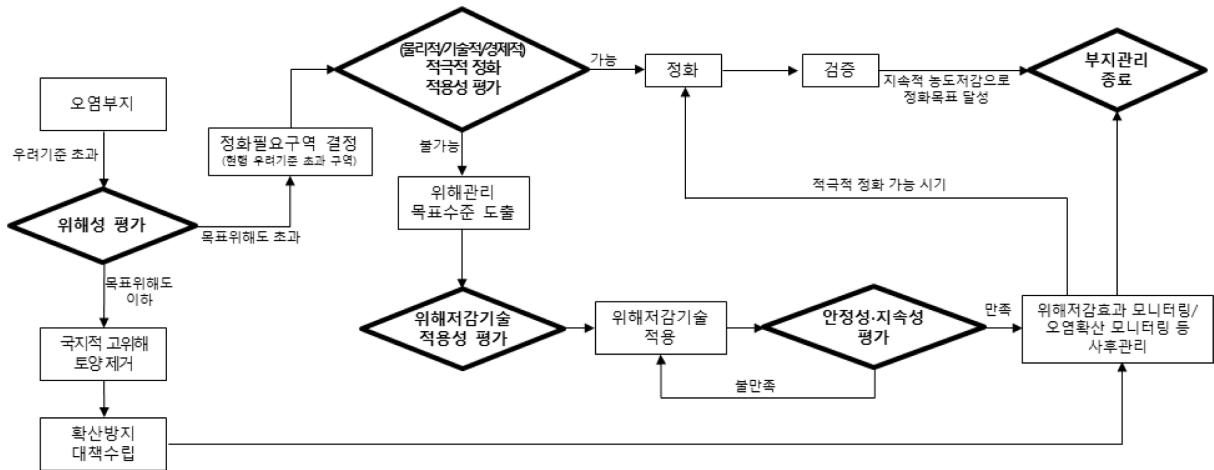 오염부지
우려기준 초과
위해성 평가
목표위해도 초과
목표위해도
이하
국지적 고위해
토양 제거
확산방지
대책수립
정화필요구역 결정
(현행 우려기준 초과 구역)
(물리적/기술적/경제적)
적극적 정화
적용성 평가
가능
불가능
정화
검증
지속적 농도저감으로
정화목표 달성
부지관리
종료
위해관리
목표수준 도출
위해저감기술
적용성 평가
위해저감기술
적용
안정성·지속성
평가
만족
불만족
적극적 정화 가능 시기
위해저감효과 모니터링/
오염확산 모니터링 등
사후관리